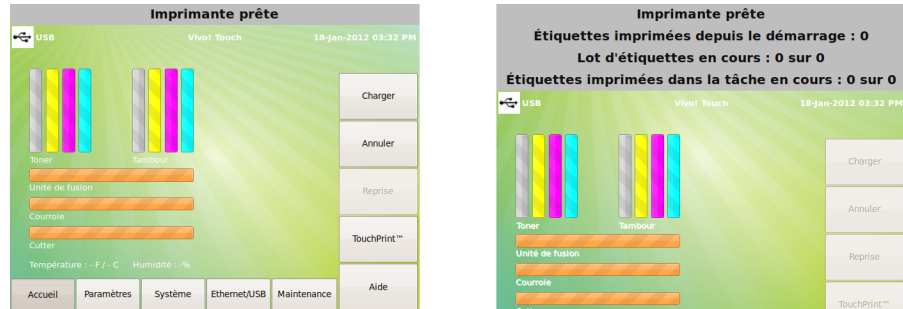 Imprimante prête
USB Vivo! Touch 18-Jan-2012 03:32 PM
Charger
Annuler
Toner Tambour
Unité de fusion
Reprise
Courroie
TouchPrint™
Cutter
Température : - F / - C Humidité : -%
Aide
Accueil Paramètres Système Ethernet/USB Maintenance
Imprimante prête
Étiquettes imprimées depuis le démarrage : 0
Lot d'étiquettes en cours : 0 sur 0
Étiquettes imprimées dans la tâche en cours : 0 sur 0
USB Vivo! Touch 18-Jan-2012 03:32 PM
Charger
Annuler
Toner Tambour
Unité de fusion
Reprise
Courroie
TouchPrint™